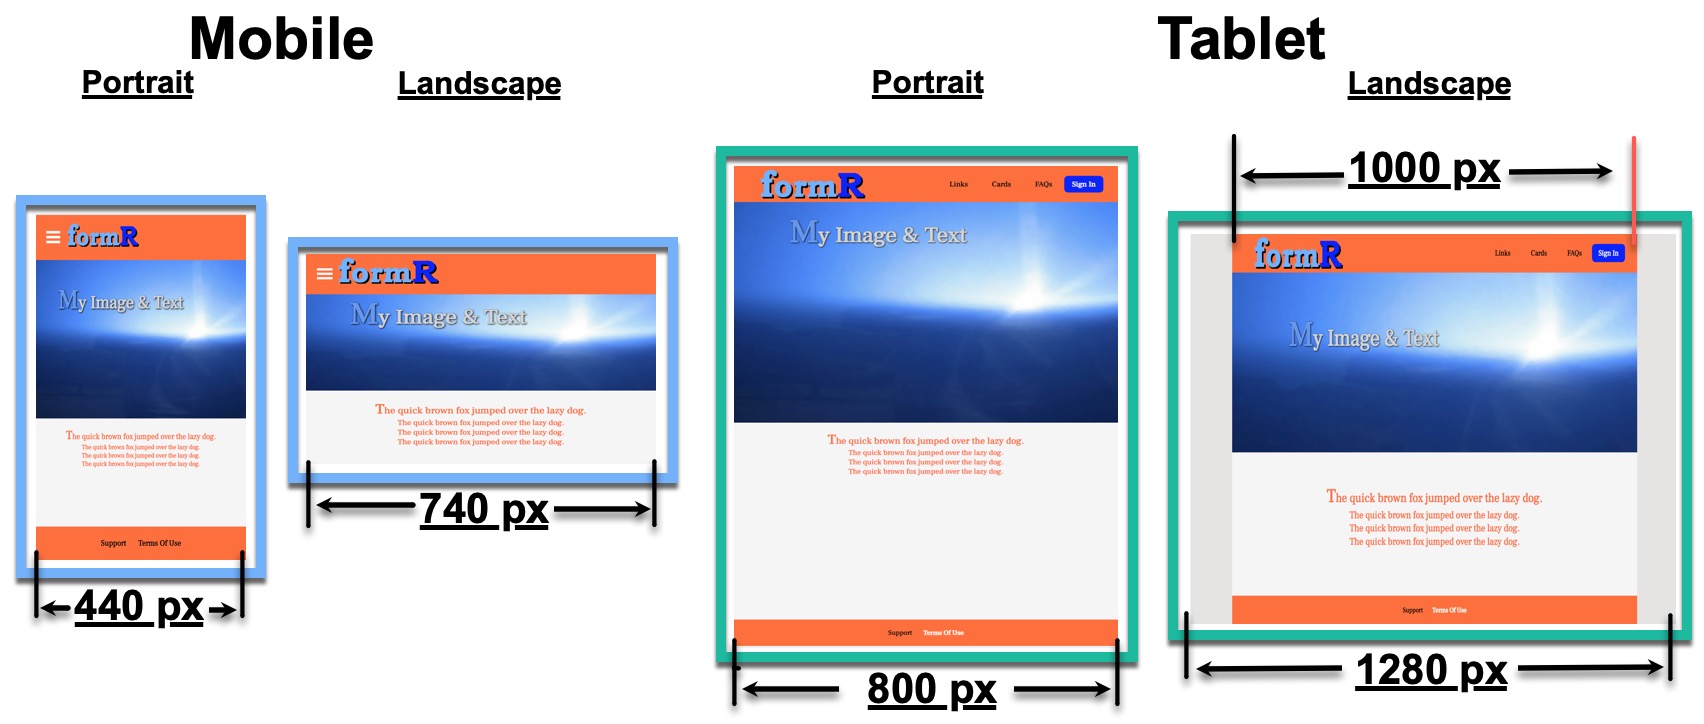 Mobile
Tablet
Portrait
Landscape
Portrait
Landscape
formR
My Image & Text
The quick brown fox jumped over the lazy dog.
The quick brown fox jumped over the lazy dog.
The quick brown fox jumped over the lazy dog.
The quick brown fox jumped over the lazy dog.
Support Terms Of Use
440 px
formR
My Image & Text
The quick brown fox jumped over the lazy dog.
The quick brown fox jumped over the lazy dog.
The quick brown fox jumped over the lazy dog.
The quick brown fox jumped over the lazy dog.
740 px
formR Links Cards FAQs Sign In
My Image & Text
The quick brown fox jumped over the lazy dog.
The quick brown fox jumped over the lazy dog.
The quick brown fox jumped over the lazy dog.
The quick brown fox jumped over the lazy dog.
Support Terms Of Use
800 px
1000 px
formR Links Cards FAQs Sign In
My Image & Text
The quick brown fox jumped over the lazy dog.
The quick brown fox jumped over the lazy dog.
The quick brown fox jumped over the lazy dog.
The quick brown fox jumped over the lazy dog.
Support Terms Of Use
1280 px